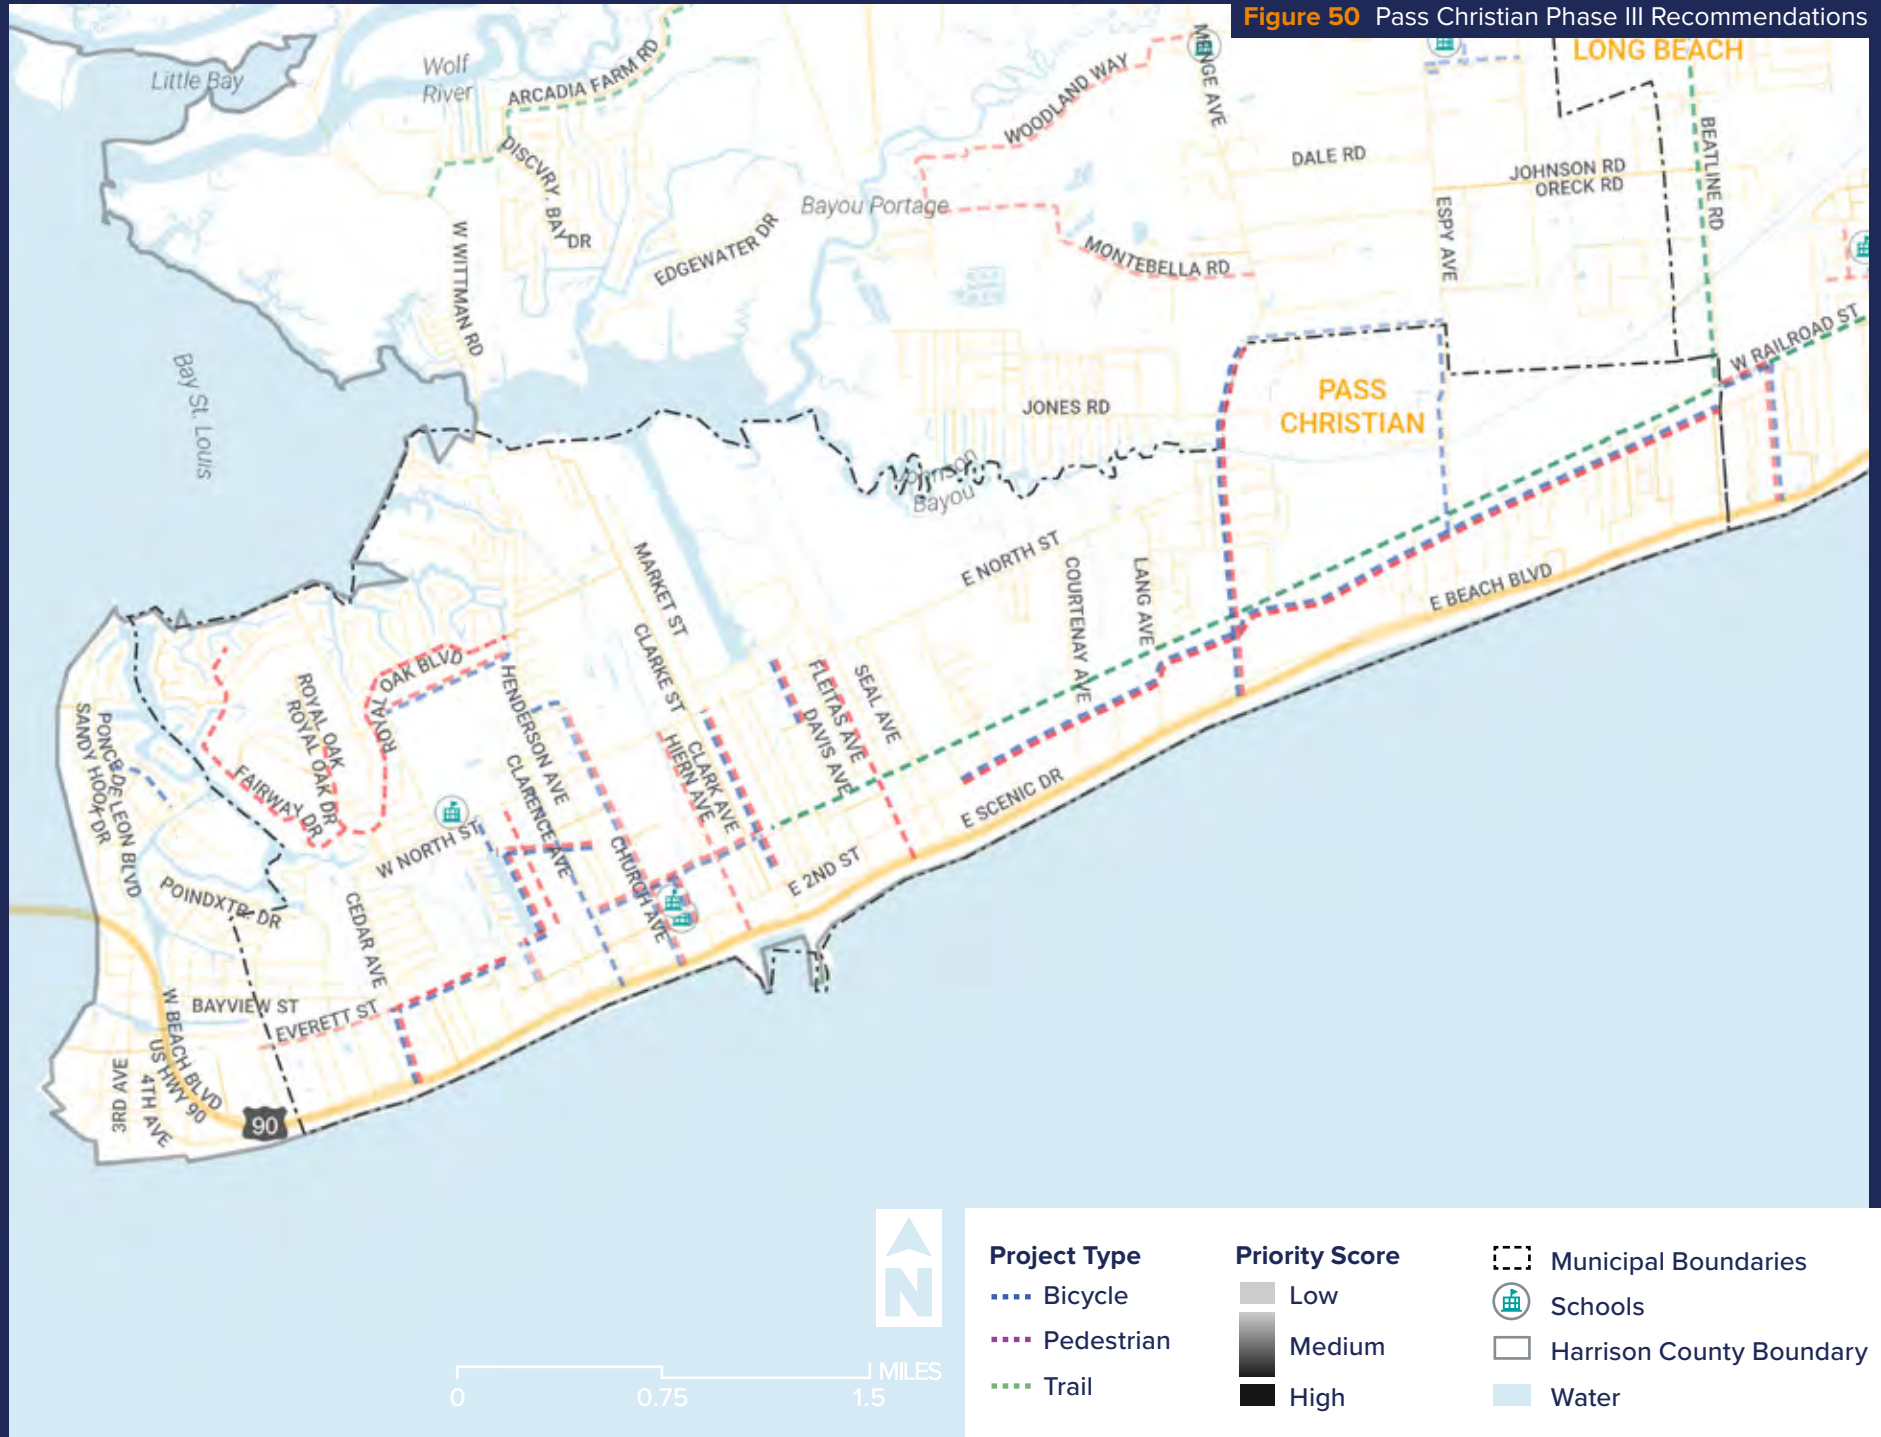 Figure 50 Pass Christian Phase III Recommendations
LONG BEACH
Little Bay
Wolf
River
ARCADIA FARM RD
WOODLAND WAY
MENGE AVE
DALE RD
JOHNSON RD
ORECK RD
BEATLINE RD
DISCVRY. BAY DR
W WITTMAN RD
EDGEWATER DR
Bayou Portage
MONTEBELLA RD
ESPY AVE
W RAILROAD ST
Bay St. Louis
JONES RD
PASS
CHRISTIAN
Johnson
Bayou
E NORTH ST
COURTENAY AVE
LANG AVE
E BEACH BLVD
MARKET ST
CLARKE ST
FLEITAS AVE
DAVIS AVE
SEAL AVE
ROYAL OAK BLVD
ROYAL OAK
ROYAL OAK DR
HENDERSON AVE
CLARENCE AVE
CLARK AVE
HIERN AVE
SANDY HOOK DR
PONCE DE LEON BLVD
FAIRWAY DR
W NORTH ST
CHURCH AVE
E SCENIC DR
E 2ND ST
POINDXTR. DR
CEDAR AVE
BAYVIEW ST
EVERETT ST
W BEACH BLVD
US HWY 90
3RD AVE
4TH AVE
90
N
MILES
0
0.75
1.5
Project Type
Bicycle
Pedestrian
Trail
Priority Score
Low
Medium
High
Municipal Boundaries
Schools
Harrison County Boundary
Water